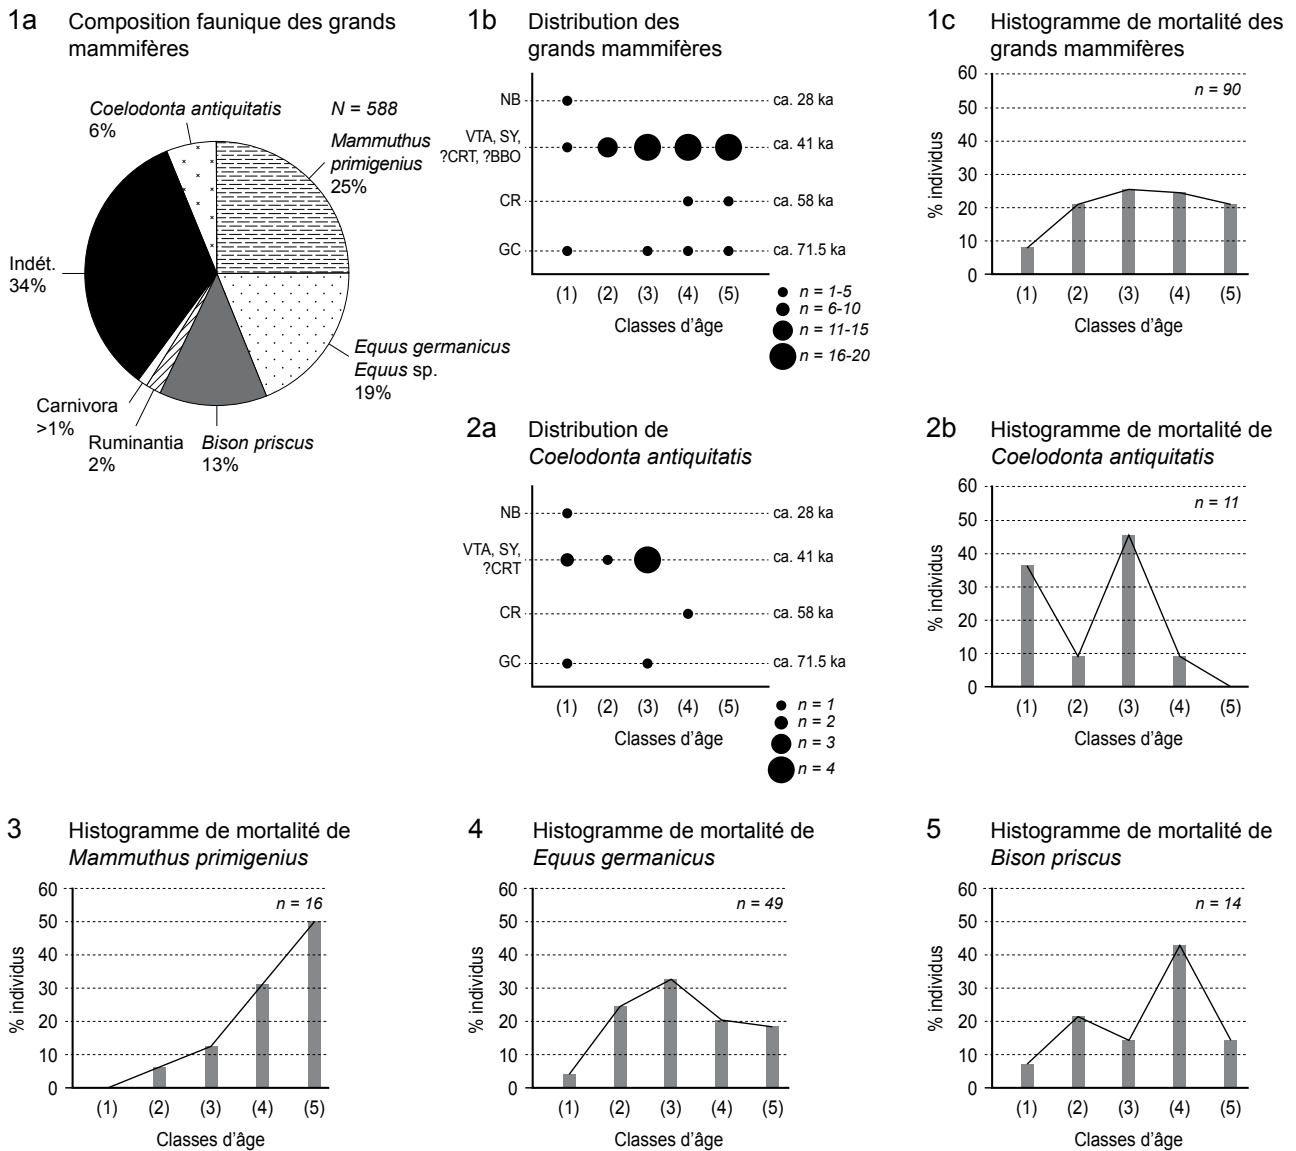 1a Composition faunique des grands
mammifères
Coelodonta antiquitatis
6%
N = 588
Mammuthus
primigenius
25%
Indét.
34%
Equus germanicus
Equus sp.
19%
Carnivora
>1%
Ruminantia
2%
Bison priscus
13%
1b Distribution des
grands mammifères
NB
ca. 28 ka
VTA, SY,
?CRT, ?BBO
ca. 41 ka
CR
ca. 58 ka
GC
ca. 71.5 ka
(1) (2) (3) (4) (5)
Classes d'âge
n = 1-5
n = 6-10
n = 11-15
n = 16-20
1c Histogramme de mortalité des
grands mammifères
n = 90
% individus
60
50
40
30
20
10
0
(1) (2) (3) (4) (5)
Classes d'âge
2a Distribution de
Coelodonta antiquitatis
NB
ca. 28 ka
VTA, SY,
?CRT
ca. 41 ka
CR
ca. 58 ka
GC
ca. 71.5 ka
(1) (2) (3) (4) (5)
Classes d'âge
n = 1
n = 2
n = 3
n = 4
2b Histogramme de mortalité de
Coelodonta antiquitatis
n = 11
% individus
60
50
40
30
20
10
0
(1) (2) (3) (4) (5)
Classes d'âge
3 Histogramme de mortalité de
Mammuthus primigenius
n = 16
% individus
60
50
40
30
20
10
0
(1) (2) (3) (4) (5)
Classes d'âge
4 Histogramme de mortalité de
Equus germanicus
n = 49
% individus
60
50
40
30
20
10
0
(1) (2) (3) (4) (5)
Classes d'âge
5 Histogramme de mortalité de
Bison priscus
n = 14
% individus
60
50
40
30
20
10
0
(1) (2) (3) (4) (5)
Classes d'âge